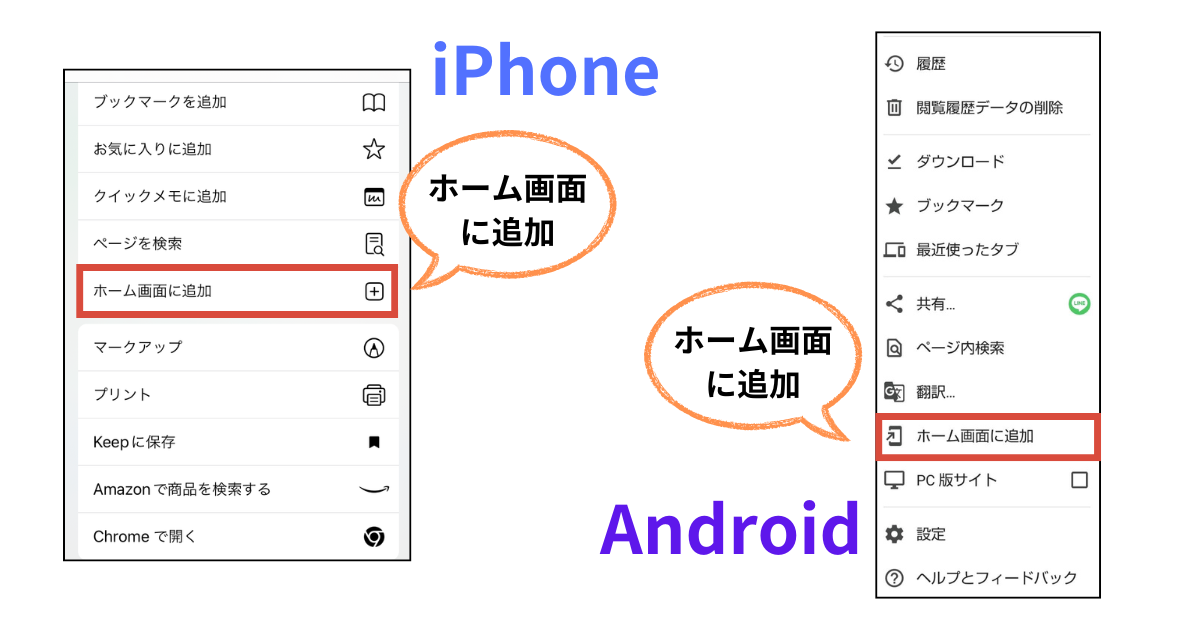 iPhone
ブックマークを追加
お気に入りに追加
クイックメモに追加
ページを検索
ホーム画面に追加
マークアップ
プリント
Keepに保存
Amazonで商品を検索する
Chromeで開く
ホーム画面
に追加
ホーム画面
に追加
Android
履歴
閲覧履歴データの削除
ダウンロード
ブックマーク
最近使ったタブ
共有...
LINE
ページ内検索
翻訳...
ホーム画面に追加
PC 版サイト
設定
ヘルプとフィードバック